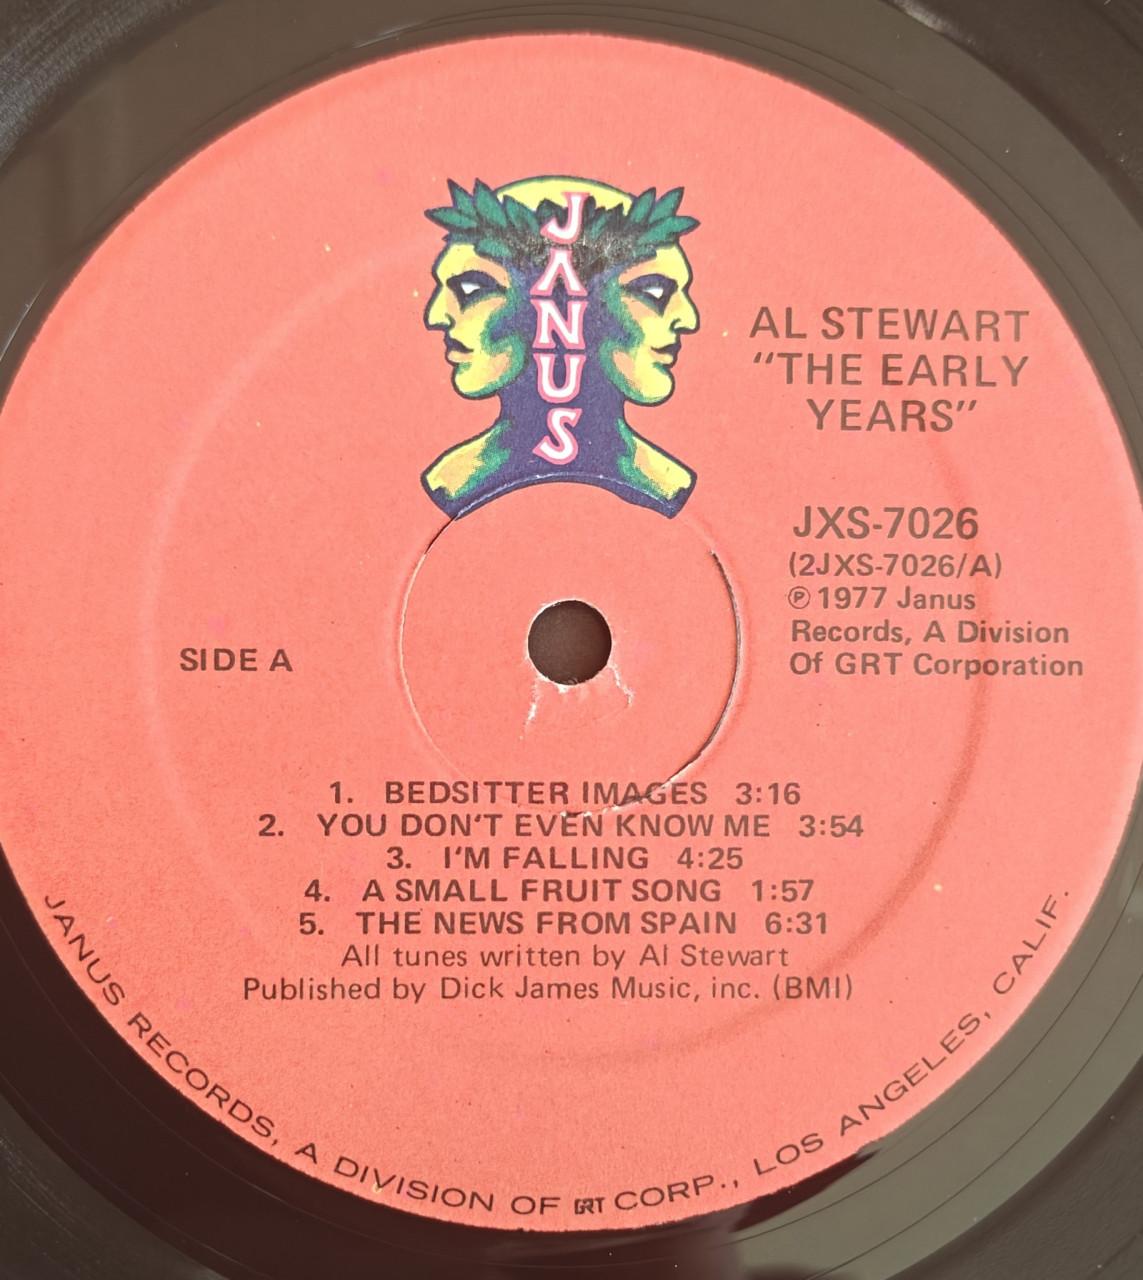 JANUS
AL STEWART
"THE EARLY
YEARS"
JXS-7026
(2JXS-7026/A)
℗ 1977 Janus
Records, A Division
Of GRT Corporation
SIDE A
1. BEDSITTER IMAGES 3:16
2. YOU DON'T EVEN KNOW ME 3:54
3. I'M FALLING 4:25
4. A SMALL FRUIT SONG 1:57
5. THE NEWS FROM SPAIN 6:31
All tunes written by Al Stewart
Published by Dick James Music, inc. (BMI)
JANUS RECORDS, A DIVISION OF GRT CORP., LOS ANGELES, CALIF.